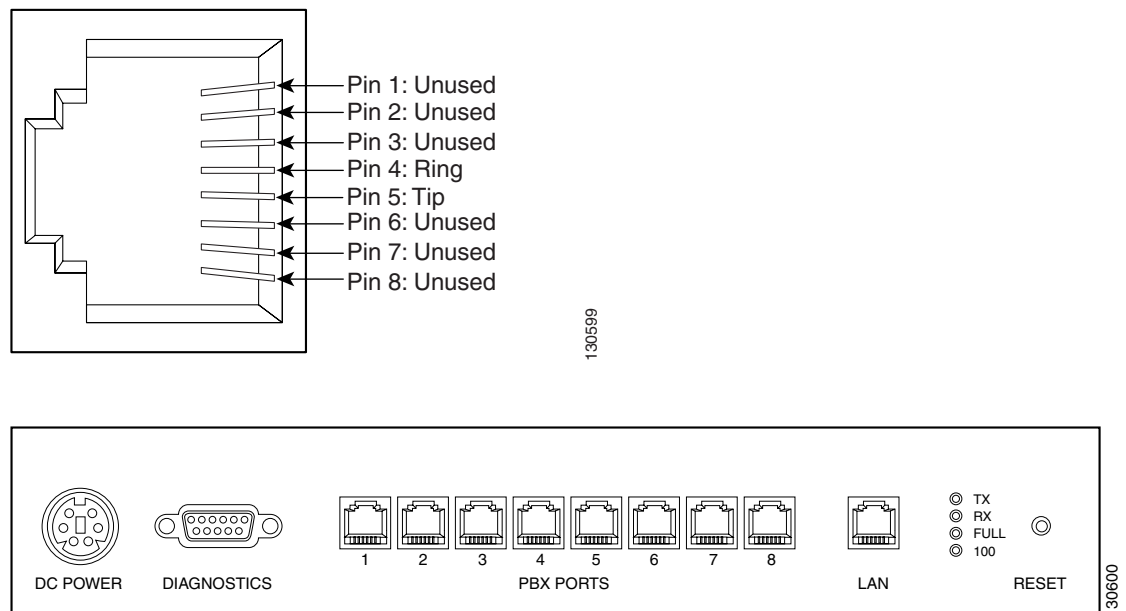 Pin 1: Unused
Pin 2: Unused
Pin 3: Unused
Pin 4: Ring
Pin 5: Tip
Pin 6: Unused
Pin 7: Unused
Pin 8: Unused
130599
TX
RX
FULL
100
1 2 3 4 5 6 7 8
DC POWER DIAGNOSTICS PBX PORTS LAN RESET
30600